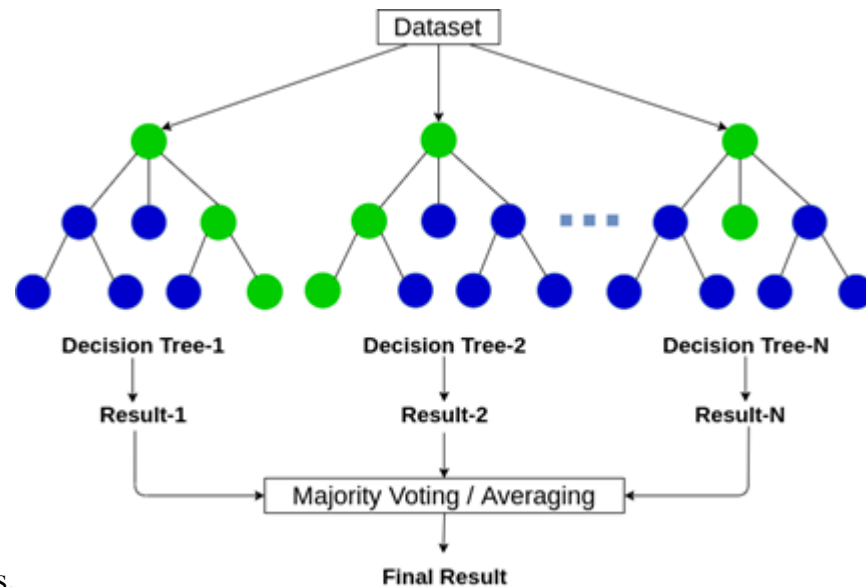 Dataset
Decision Tree-1
Decision Tree-2
Decision Tree-N
Result-1
Result-2
Result-N
Majority Voting / Averaging
Final Result
s